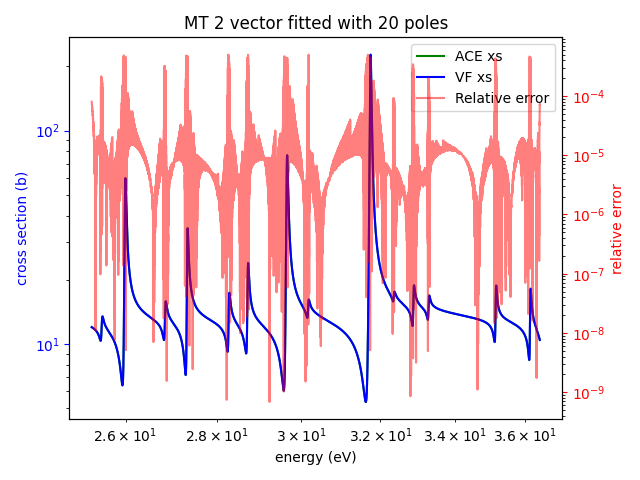 MT 2 vector fitted with 20 poles
ACE xs
VF xs
Relative error
10²
10¹
cross section (b)
10⁻⁴
10⁻⁵
10⁻⁶
10⁻⁷
10⁻⁸
10⁻⁹
relative error
2.6 × 10¹ 2.8 × 10¹ 3 × 10¹ 3.2 × 10¹ 3.4 × 10¹ 3.6 × 10¹
energy (eV)